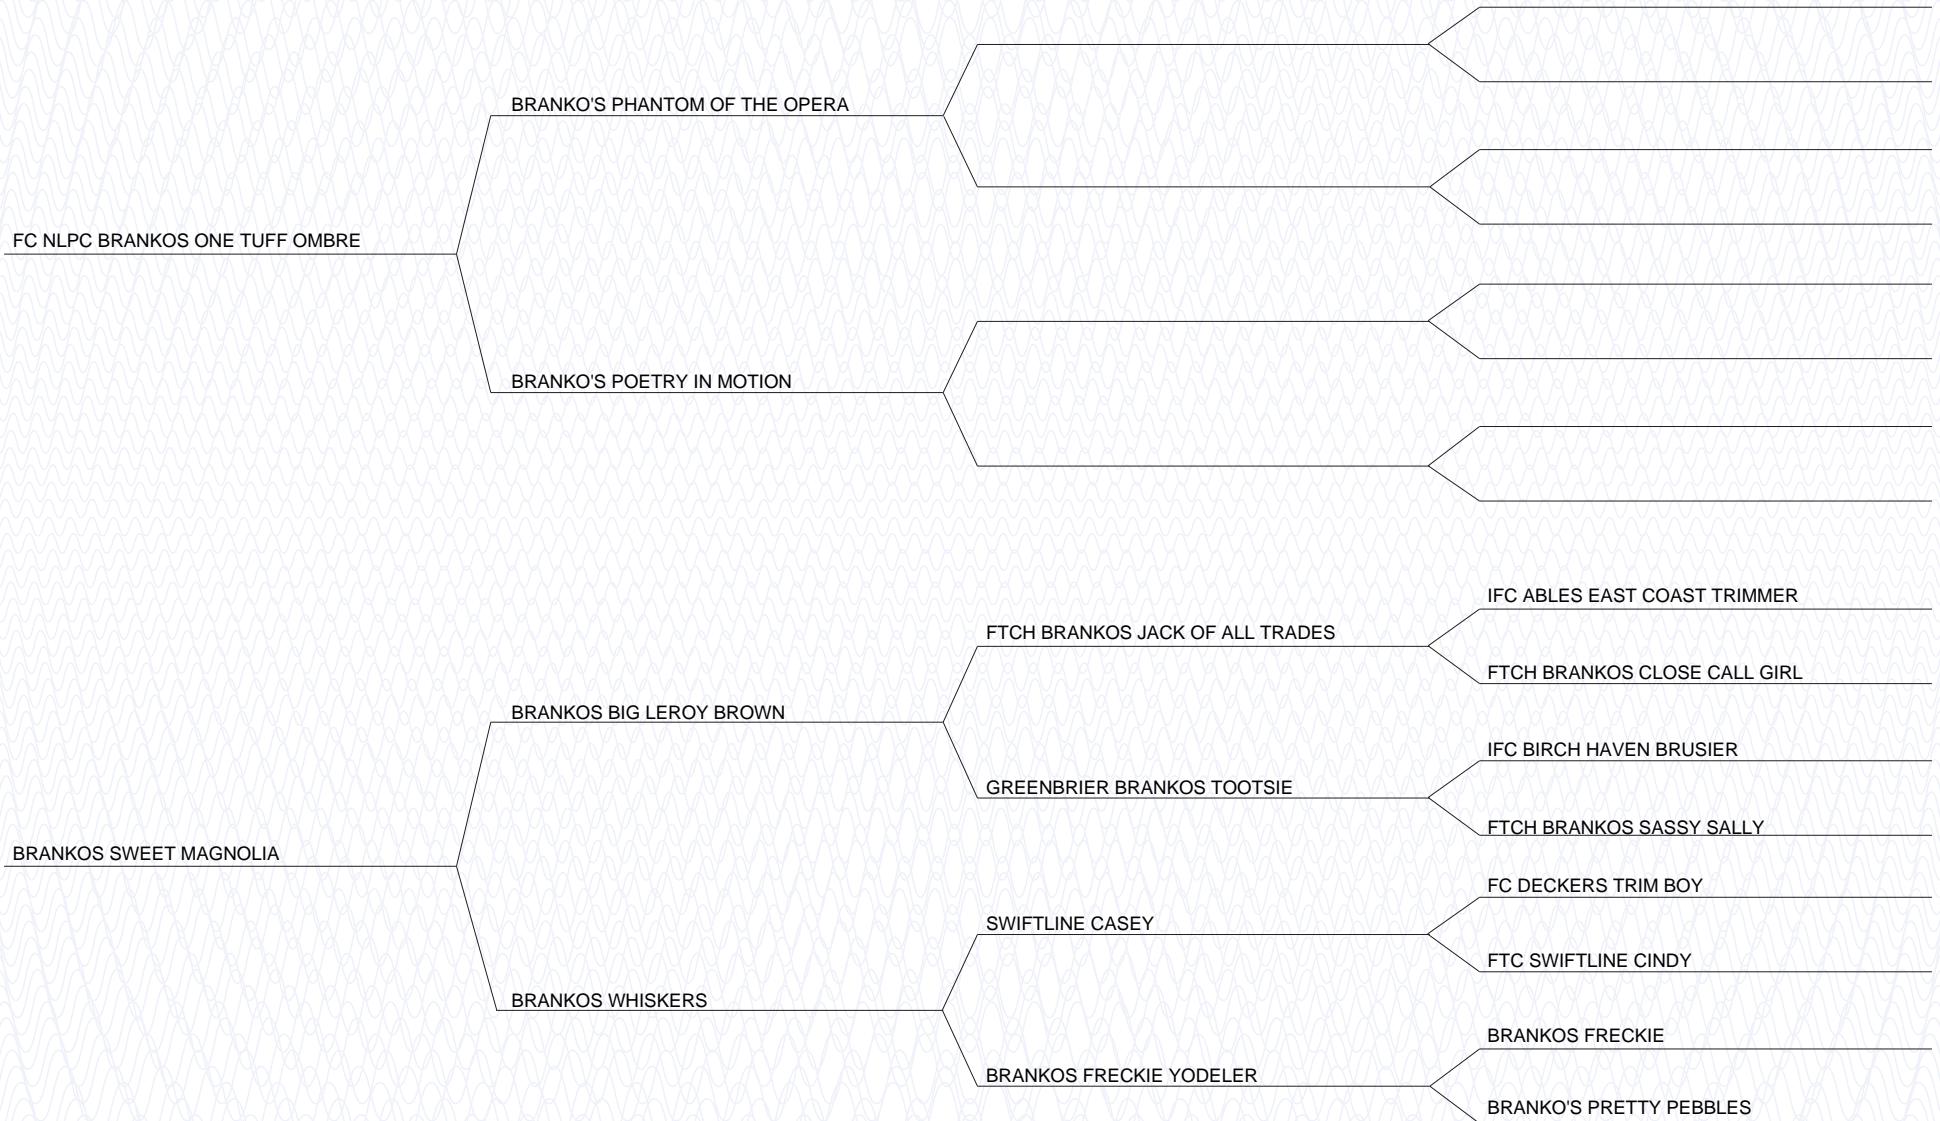 BRANKO'S PHANTOM OF THE OPERA
FC NLPC BRANKOS ONE TUFF OMBRE
BRANKO'S POETRY IN MOTION
IFC ABLES EAST COAST TRIMMER
FTCH BRANKOS JACK OF ALL TRADES
FTCH BRANKOS CLOSE CALL GIRL
BRANKOS BIG LEROY BROWN
IFC BIRCH HAVEN BRUSIER
GREENBRIER BRANKOS TOOTSIE
FTCH BRANKOS SASSY SALLY
BRANKOS SWEET MAGNOLIA
FC DECKERS TRIM BOY
SWIFTLINE CASEY
FTC SWIFTLINE CINDY
BRANKOS WHISKERS
BRANKOS FRECKIE
BRANKOS FRECKIE YODELER
BRANKO'S PRETTY PEBBLES